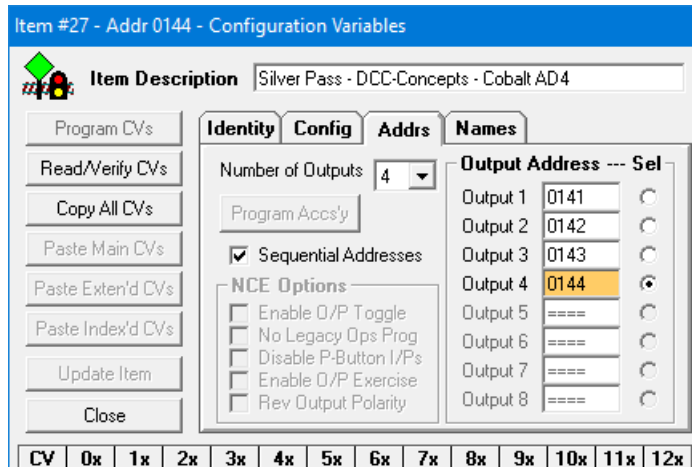 Item #27 - Addr 0144 - Configuration Variables
Item Description Silver Pass - DCC-Concepts - Cobalt AD4
Program CVs
Read/Verify CVs
Copy All CVs
Paste Main CVs
Paste Exten'd CVs
Paste Index'd CVs
Update Item
Close
Identity Config Addrs Names
Number of Outputs 4
Program Accs'y
Sequential Addresses
NCE Options
Enable O/P Toggle
No Legacy Ops Prog
Disable P-Button I/Ps
Enable O/P Exercise
Rev Output Polarity
Output Address --- Sel
Output 1 0141
Output 2 0142
Output 3 0143
Output 4 0144
Output 5 ====
Output 6 ====
Output 7 ====
Output 8 ====
CV 0x 1x 2x 3x 4x 5x 6x 7x 8x 9x 10x 11x 12x